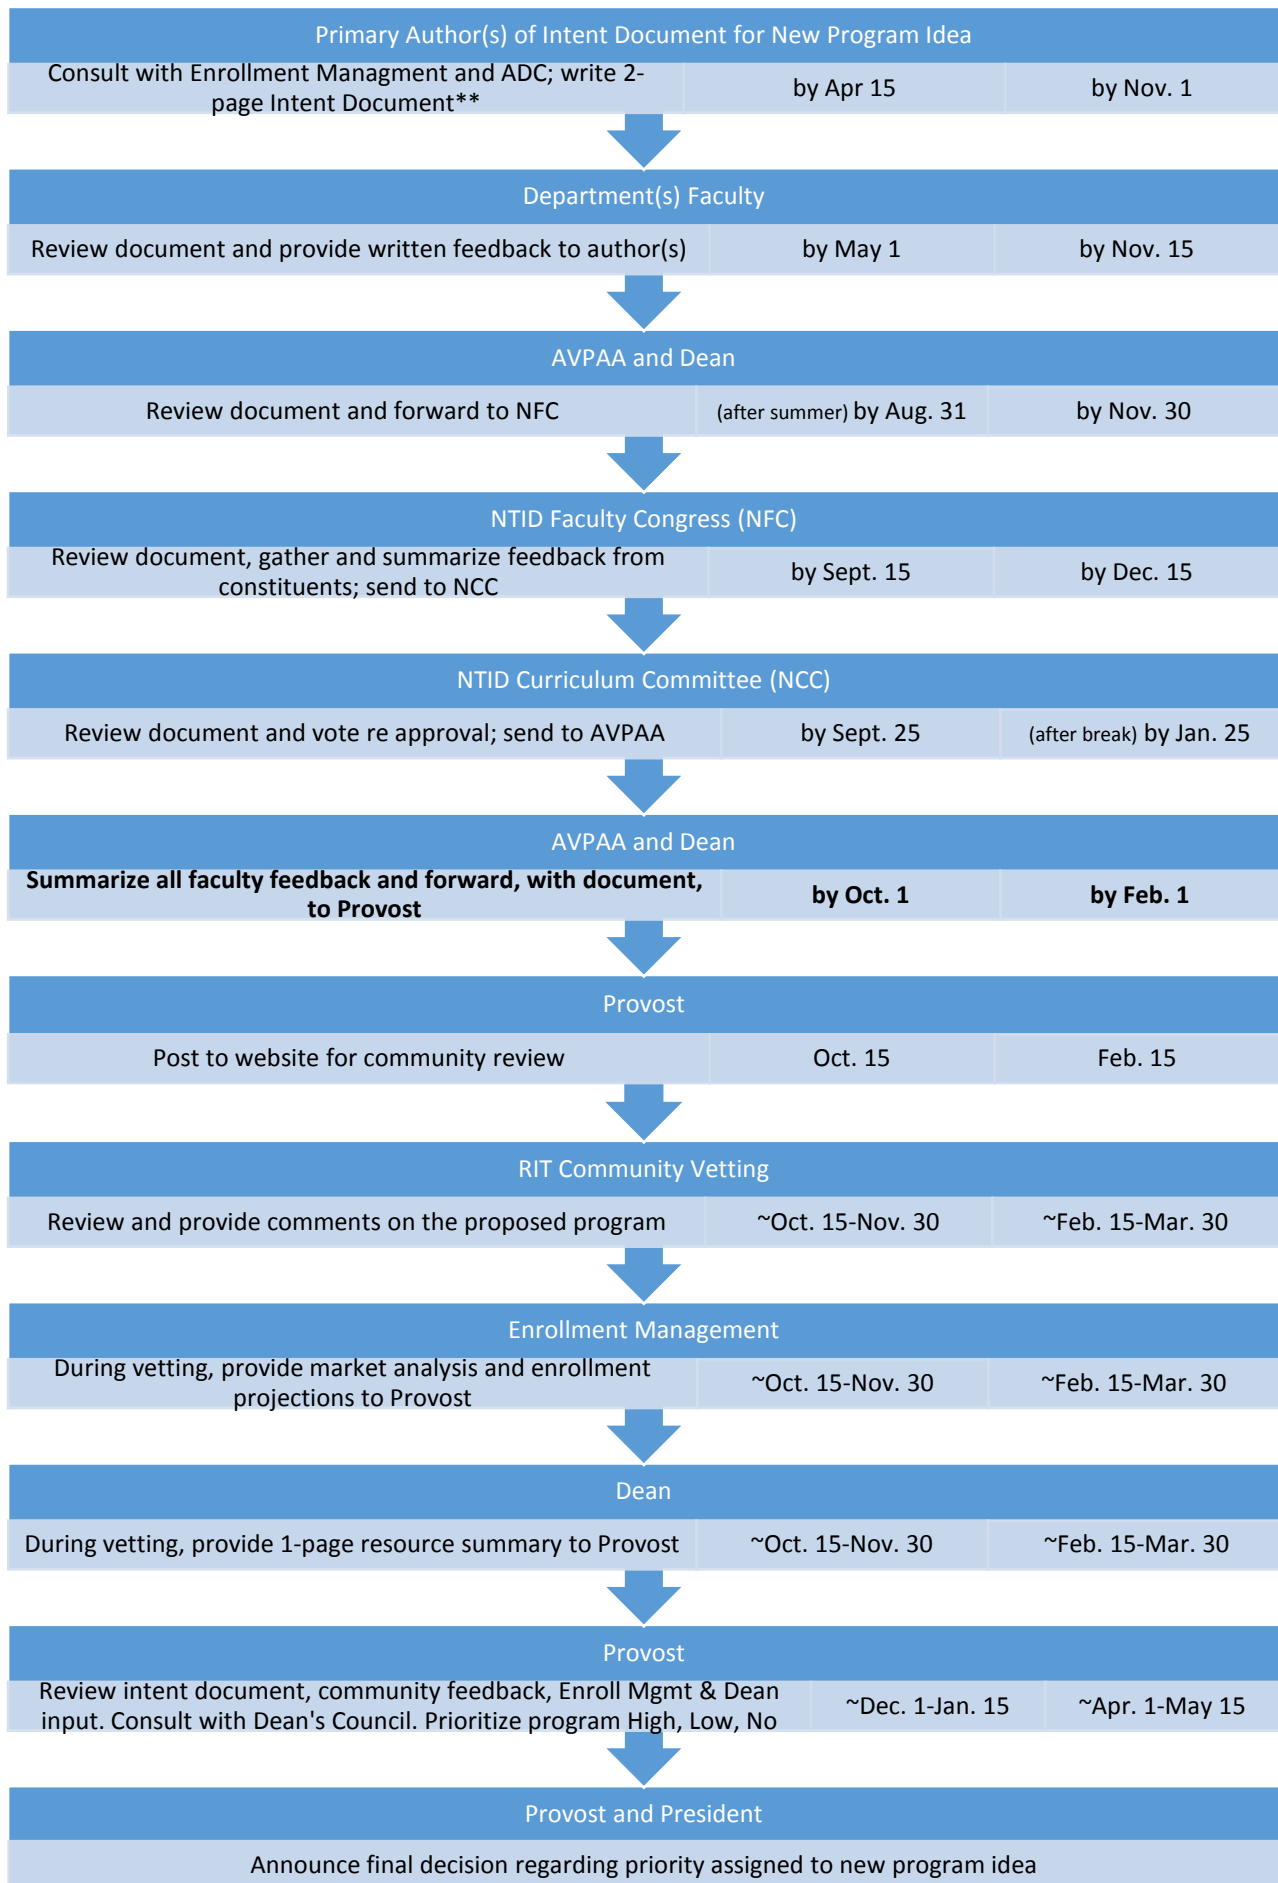 Primary Author(s) of Intent Document for New Program Idea
Consult with Enrollment Managment and ADC; write 2-
page Intent Document**
by Apr 15
by Nov. 1
Department(s) Faculty
Review document and provide written feedback to author(s)
by May 1
by Nov. 15
AVPAA and Dean
Review document and forward to NFC
(after summer) by Aug. 31
by Nov. 30
NTID Faculty Congress (NFC)
Review document, gather and summarize feedback from
constituents; send to NCC
by Sept. 15
by Dec. 15
NTID Curriculum Committee (NCC)
Review document and vote re approval; send to AVPAA
by Sept. 25
(after break) by Jan. 25
AVPAA and Dean
Summarize all faculty feedback and forward, with document,
to Provost
by Oct. 1
by Feb. 1
Provost
Post to website for community review
Oct. 15
Feb. 15
RIT Community Vetting
Review and provide comments on the proposed program
~Oct. 15-Nov. 30
~Feb. 15-Mar. 30
Enrollment Management
During vetting, provide market analysis and enrollment
projections to Provost
~Oct. 15-Nov. 30
~Feb. 15-Mar. 30
Dean
During vetting, provide 1-page resource summary to Provost
~Oct. 15-Nov. 30
~Feb. 15-Mar. 30
Provost
Review intent document, community feedback, Enroll Mgmt & Dean
input. Consult with Dean's Council. Prioritize program High, Low, No
~Dec. 1-Jan. 15
~Apr. 1-May 15
Provost and President
Announce final decision regarding priority assigned to new program idea